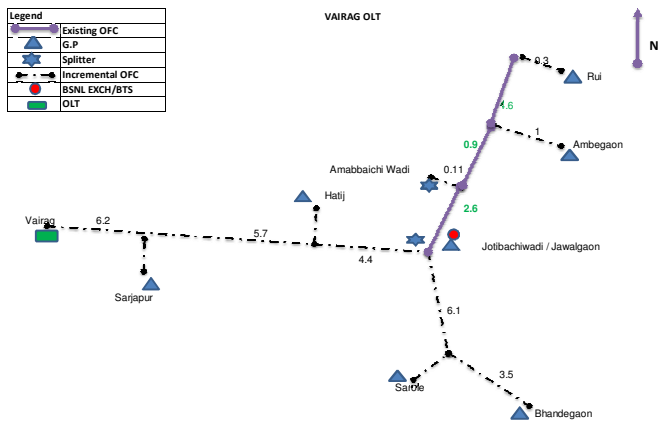 Legend
Existing OFC
G.P
Splitter
Incremental OFC
BSNL EXCH/BTS
OLT
VAIRAG OLT
N
0.3
Rui
1.6
1
Ambegaon
0.9
Amabbaichi Wadi
0.11
Hatij
2.6
Vairag
6.2
5.7
4.4
Jotibachiwadi / Jawalgaon
Sarjapur
6.1
3.5
Sarole
Bhandegaon